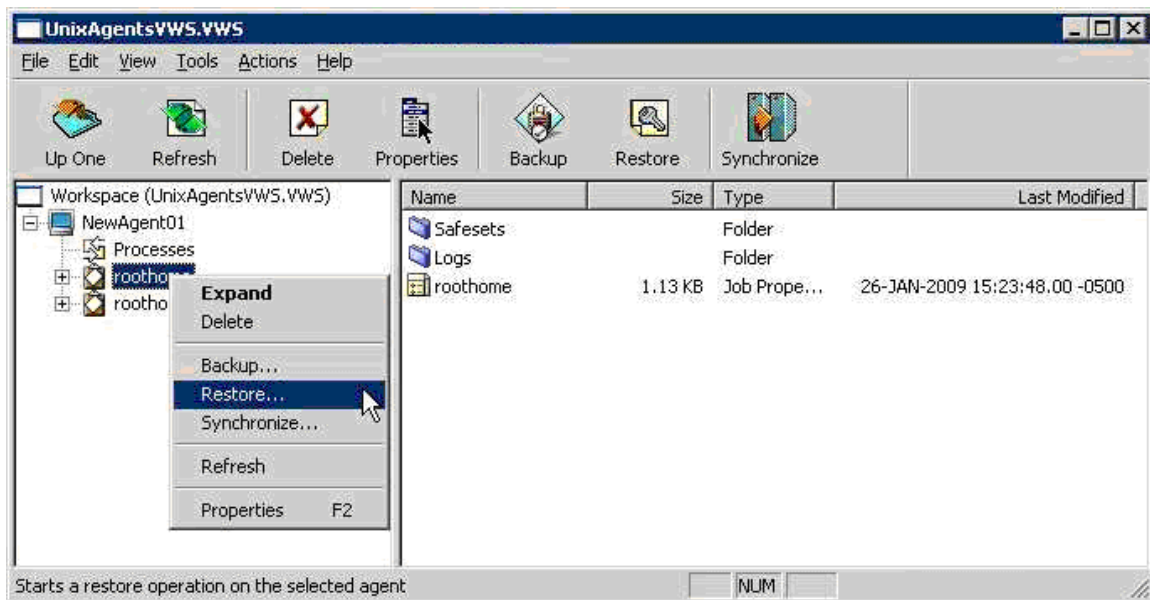 UnixAgentsVWS.VWS
File Edit View Tools Actions Help
Up One Refresh Delete Properties Backup Restore Synchronize
Workspace (UnixAgentsVWS.VWS)
NewAgent01
Processes
Expand
Delete
Backup...
Restore...
Synchronize...
Refresh
Properties F2
Name Size Type Last Modified
Safesets Folder
Logs Folder
roothome 1.13 KB Job Prope... 26-JAN-2009 15:23:48.00 -0500
Starts a restore operation on the selected agent NUM